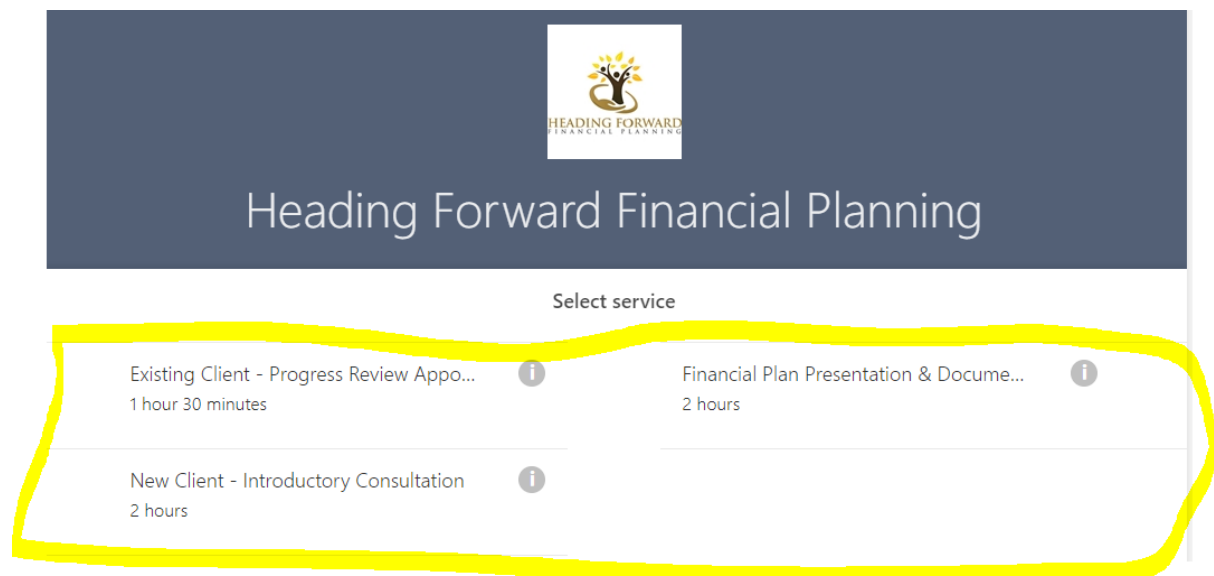 HEADING FORWARD
FINANCIAL PLANNING
Heading Forward Financial Planning
Select service
Existing Client - Progress Review Appo...
1 hour 30 minutes
Financial Plan Presentation & Docume...
2 hours
New Client - Introductory Consultation
2 hours